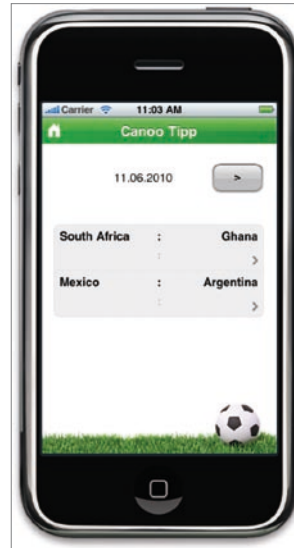 Carrier 11:03 AM
Canoo Tipp
11.06.2010 >
South Africa : Ghana
:
Mexico : Argentina
: